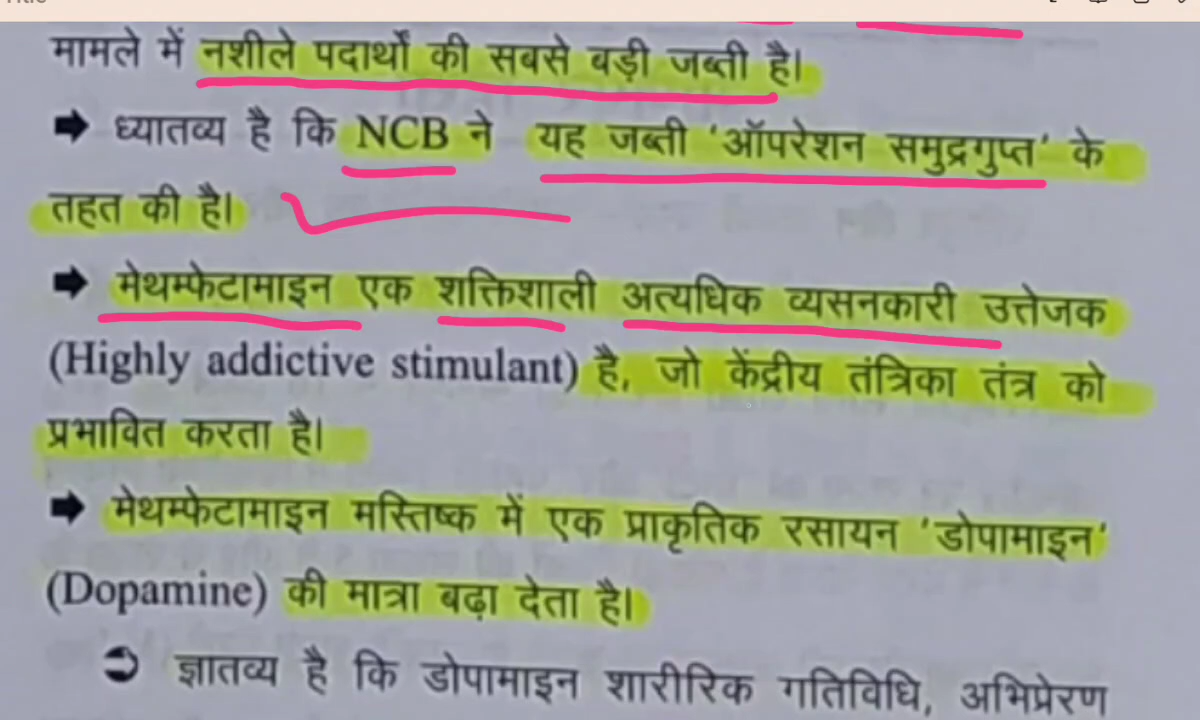 मामले में नशीले पदार्थों की सबसे बड़ी जब्ती है।
ध्यातव्य है कि NCB ने यह जब्ती 'ऑपरेशन समुद्रगुप्त' के
तहत की है।
मेथम्फेटामाइन एक शक्तिशाली अत्यधिक व्यसनकारी उत्तेजक
(Highly addictive stimulant) है, जो केंद्रीय तंत्रिका तंत्र को
प्रभावित करता है।
मेथम्फेटामाइन मस्तिष्क में एक प्राकृतिक रसायन 'डोपामाइन'
(Dopamine) की मात्रा बढ़ा देता है।
ज्ञातव्य है कि डोपामाइन शारीरिक गतिविधि, अभिप्रेरण